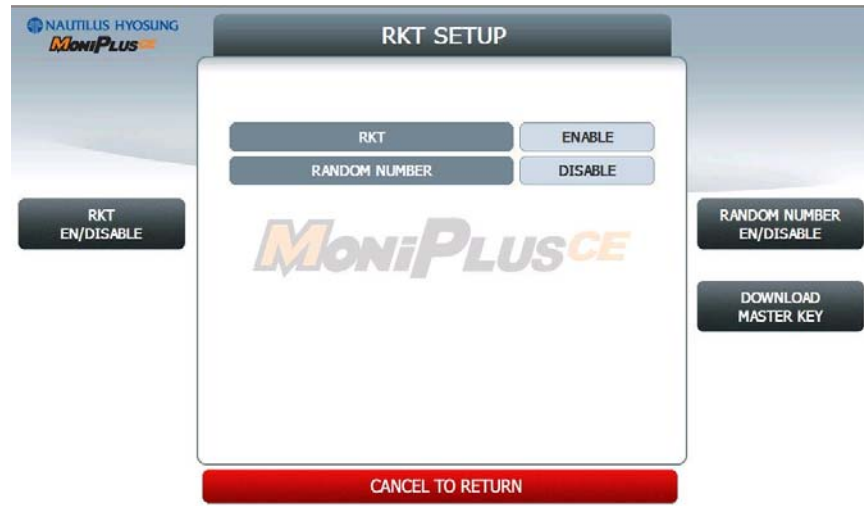 NAUTILUS HYOSUNG
MONiPLUSCE
RKT SETUP
RKT ENABLE
RANDOM NUMBER DISABLE
RKT
EN/DISABLE
MONiPLUSCE
RANDOM NUMBER
EN/DISABLE
DOWNLOAD
MASTER KEY
CANCEL TO RETURN